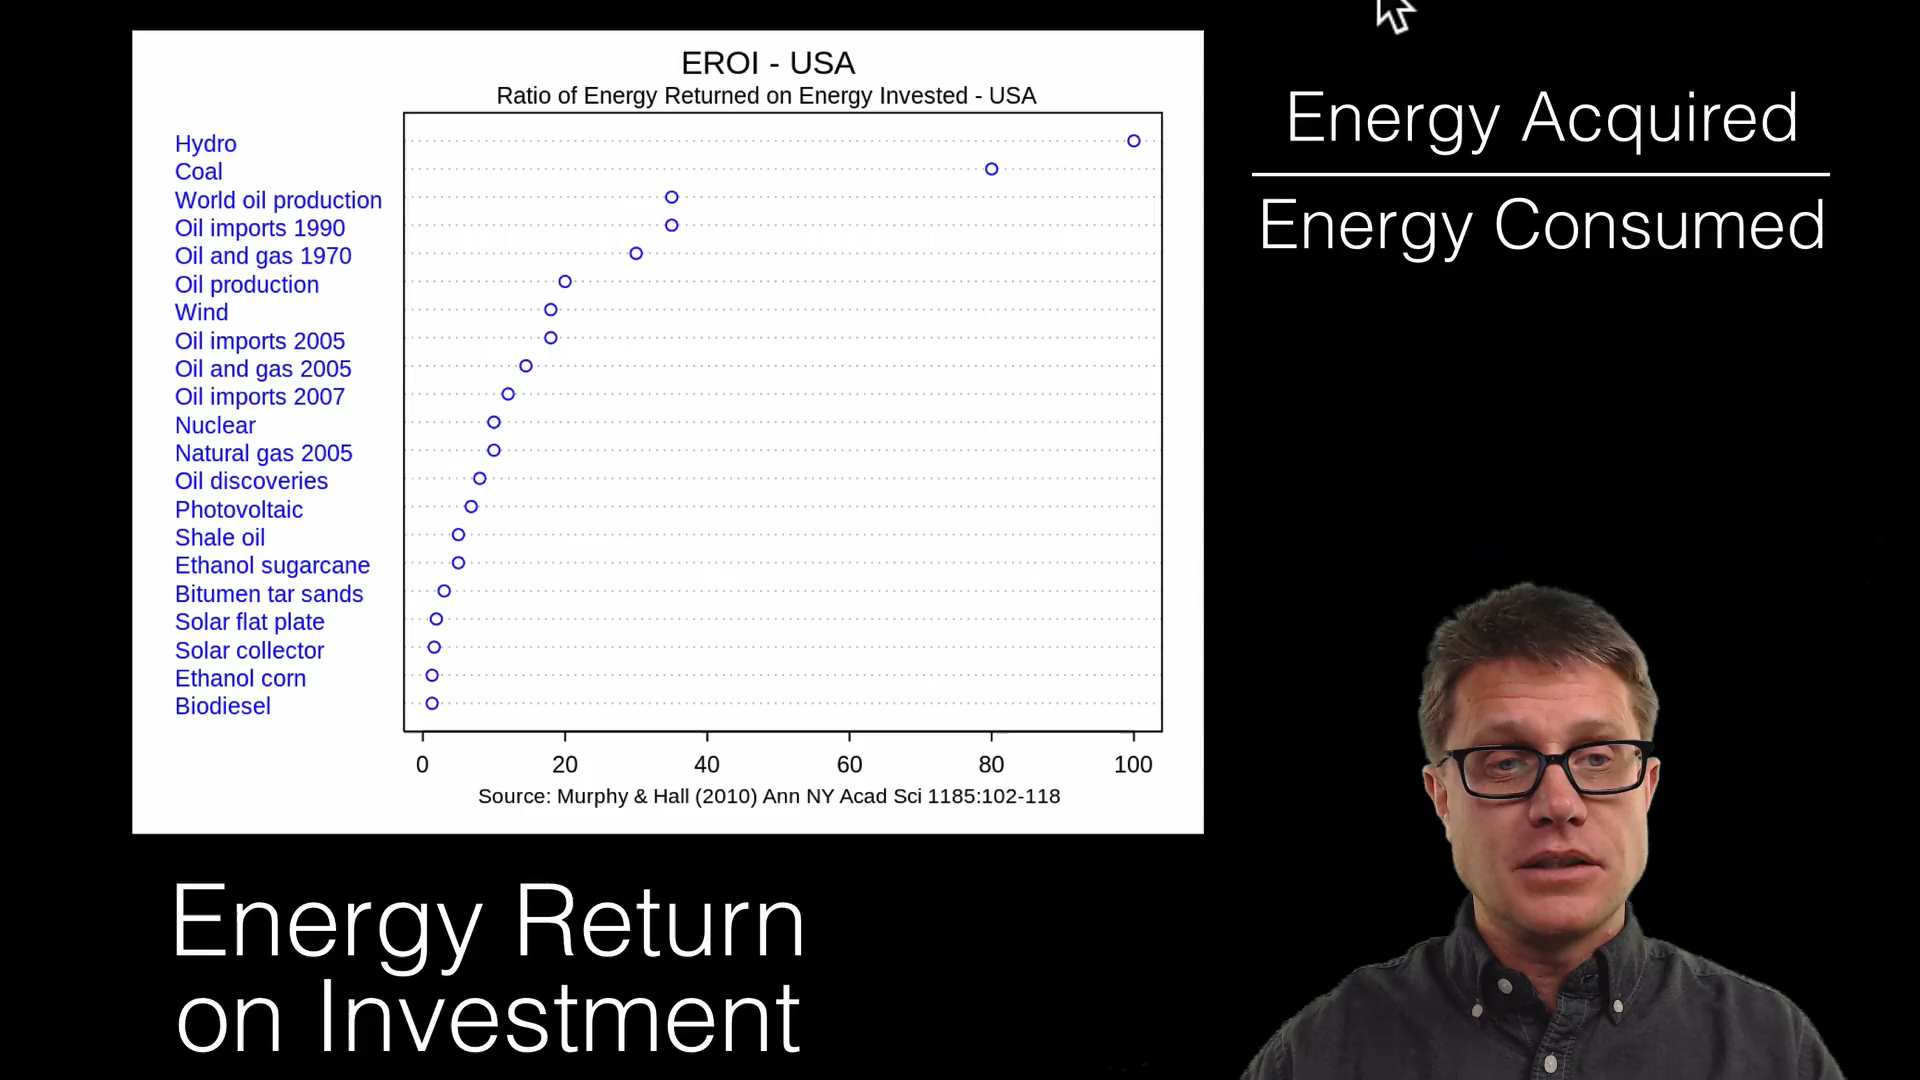 EROI - USA
Ratio of Energy Returned on Energy Invested - USA
Hydro
Coal
World oil production
Oil imports 1990
Oil and gas 1970
Oil production
Wind
Oil imports 2005
Oil and gas 2005
Oil imports 2007
Nuclear
Natural gas 2005
Oil discoveries
Photovoltaic
Shale oil
Ethanol sugarcane
Bitumen tar sands
Solar flat plate
Solar collector
Ethanol corn
Biodiesel
0 20 40 60 80 100
Source: Murphy & Hall (2010) Ann NY Acad Sci 1185:102-118
Energy Acquired
Energy Consumed
Energy Return
on Investment